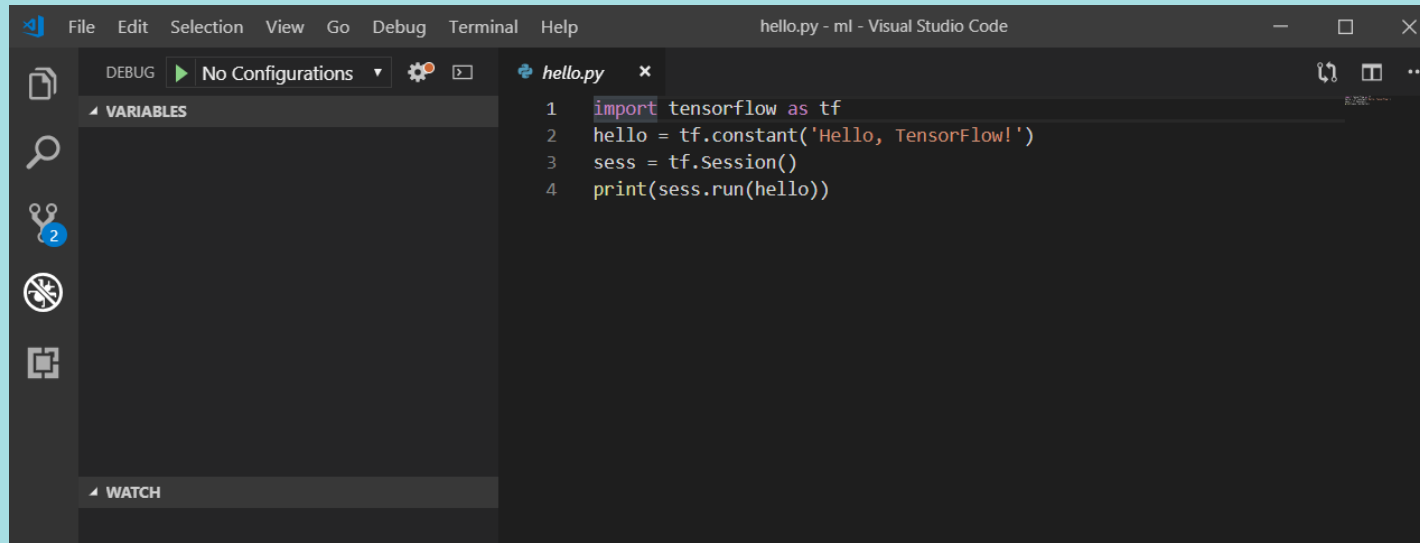 File Edit Selection View Go Debug Terminal Help hello.py - ml - Visual Studio Code
DEBUG No Configurations
hello.py
VARIABLES
1 import tensorflow as tf
2 hello = tf.constant('Hello, TensorFlow!')
3 sess = tf.Session()
4 print(sess.run(hello))
2
WATCH